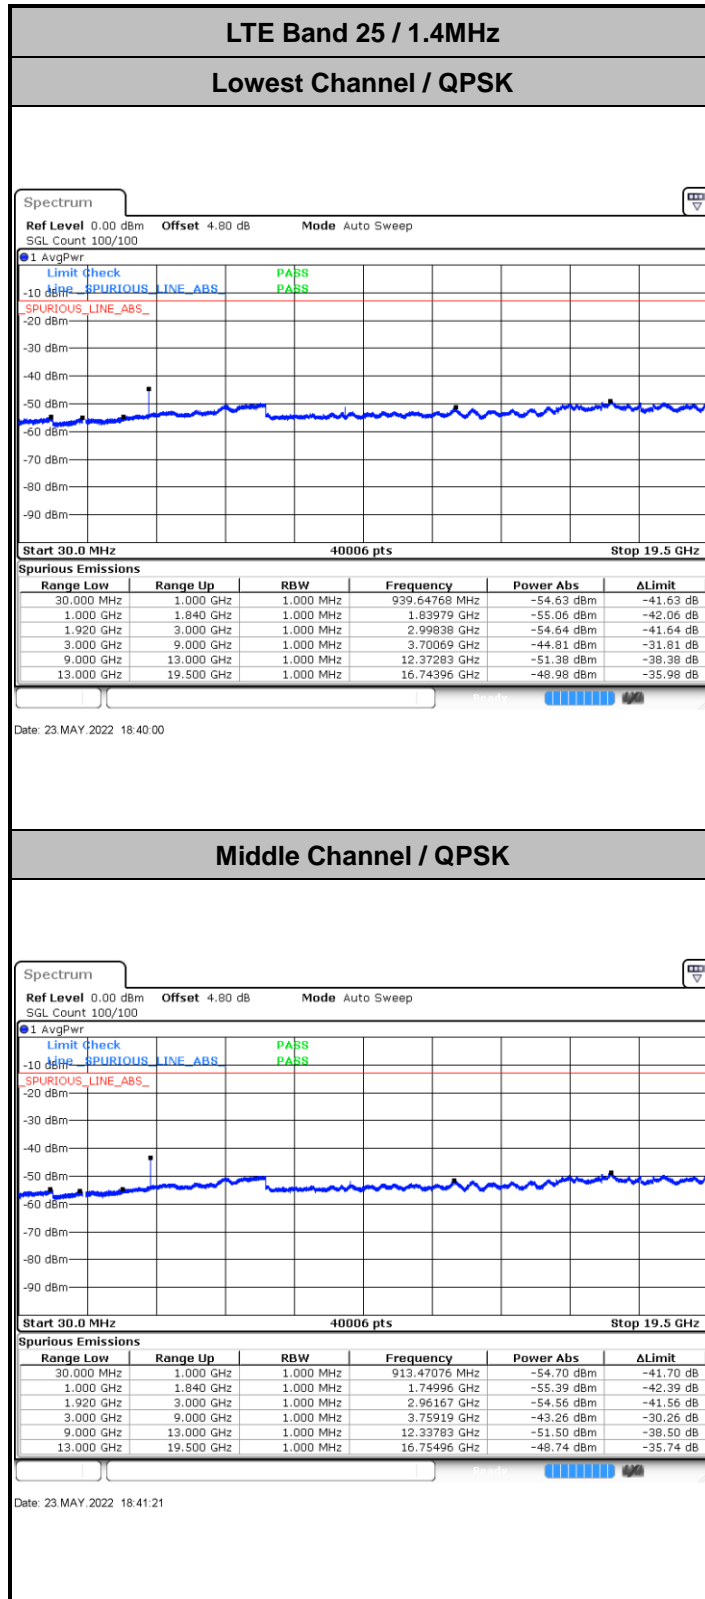 LTE Band 25 / 1.4MHz
Lowest Channel / QPSK
Spectrum
Ref Level 0.00 dBm Offset 4.80 dB Mode Auto Sweep
SGL Count 100/100
1 AvgPwr
Limit Check PASS
Line _SPURIOUS_LINE_ABS_ PASS
-10 dBm
_SPURIOUS_LINE_ABS_
-20 dBm
-30 dBm
-40 dBm
-50 dBm
-60 dBm
-70 dBm
-80 dBm
-90 dBm
Start 30.0 MHz 40006 pts Stop 19.5 GHz
Spurious Emissions
Range Low Range Up RBW Frequency Power Abs ΔLimit
30.000 MHz 1.000 GHz 1.000 MHz 939.64768 MHz -54.63 dBm -41.63 dB
1.000 GHz 1.840 GHz 1.000 MHz 1.83979 GHz -55.06 dBm -42.06 dB
1.920 GHz 3.000 GHz 1.000 MHz 2.99838 GHz -54.64 dBm -41.64 dB
3.000 GHz 9.000 GHz 1.000 MHz 3.70069 GHz -44.81 dBm -31.81 dB
9.000 GHz 13.000 GHz 1.000 MHz 12.37283 GHz -51.38 dBm -38.38 dB
13.000 GHz 19.500 GHz 1.000 MHz 16.74396 GHz -48.98 dBm -35.98 dB
Ready
Date: 23.MAY.2022 18:40:00
Middle Channel / QPSK
Spectrum
Ref Level 0.00 dBm Offset 4.80 dB Mode Auto Sweep
SGL Count 100/100
1 AvgPwr
Limit Check PASS
Line _SPURIOUS_LINE_ABS_ PASS
-10 dBm
_SPURIOUS_LINE_ABS_
-20 dBm
-30 dBm
-40 dBm
-50 dBm
-60 dBm
-70 dBm
-80 dBm
-90 dBm
Start 30.0 MHz 40006 pts Stop 19.5 GHz
Spurious Emissions
Range Low Range Up RBW Frequency Power Abs ΔLimit
30.000 MHz 1.000 GHz 1.000 MHz 913.47076 MHz -54.70 dBm -41.70 dB
1.000 GHz 1.840 GHz 1.000 MHz 1.74996 GHz -55.39 dBm -42.39 dB
1.920 GHz 3.000 GHz 1.000 MHz 2.96167 GHz -54.56 dBm -41.56 dB
3.000 GHz 9.000 GHz 1.000 MHz 3.75919 GHz -43.26 dBm -30.26 dB
9.000 GHz 13.000 GHz 1.000 MHz 12.33783 GHz -51.50 dBm -38.50 dB
13.000 GHz 19.500 GHz 1.000 MHz 16.75496 GHz -48.74 dBm -35.74 dB
Date: 23.MAY.2022 18:41:21